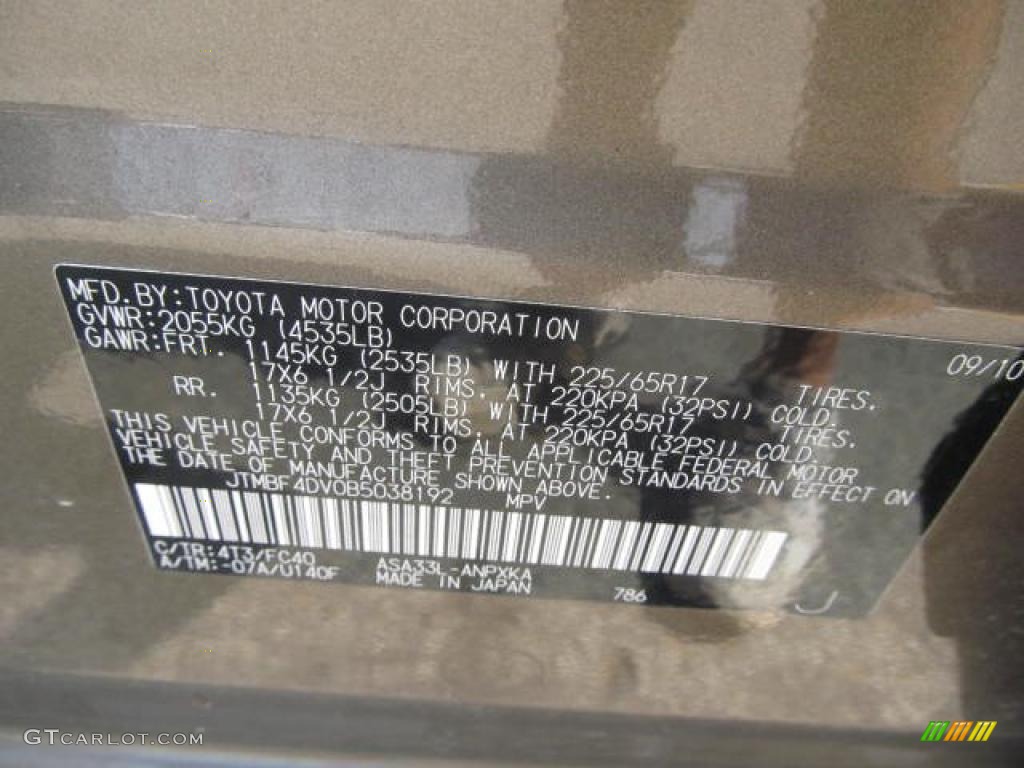 MFD.BY:TOYOTA MOTOR CORPORATION 09/10
GVWR:2055KG (4535LB)
GAWR:FRT. 1145KG (2535LB) WITH 225/65R17 TIRES.
17X6 1/2J RIMS. AT 220KPA (32PSI) COLD.
RR. 1135KG (2505LB) WITH 225/65R17 TIRES.
17X6 1/2J RIMS. AT 220KPA (32PSI) COLD.
THIS VEHICLE CONFORMS TO ALL APPLICABLE FEDERAL MOTOR
VEHICLE SAFETY AND THEFT PREVENTION STANDARDS IN EFFECT ON
THE DATE OF MANUFACTURE SHOWN ABOVE.
JTMBF4DV0B5038192 MPV
C/TR:4T3/FC40 ASA33L-ANPXKA
A/TM:-07A/U140F MADE IN JAPAN 786 J
GTCARLOT.COM